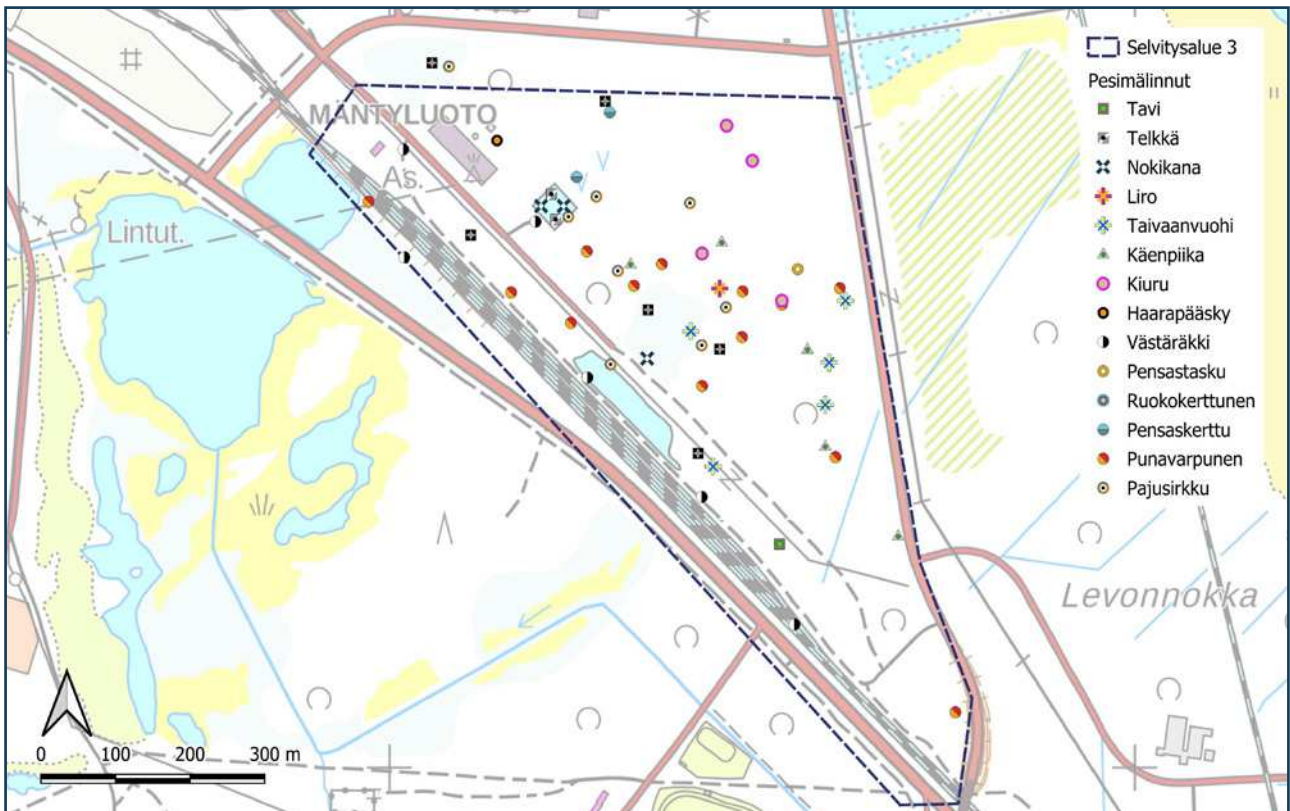 MÄNTYLUOTO
As.
Lintut.
Levonnokka
0 100 200 300 m
Selvitysalue 3
Pesimälinnut
Tavi
Telkkä
Nokikana
Liro
Taivaanvuohi
Käenpiika
Kiuru
Haarapääsky
Västäräkki
Pensastasku
Ruokokerttunen
Pensaskerttu
Punavarpunen
Pajusirkku